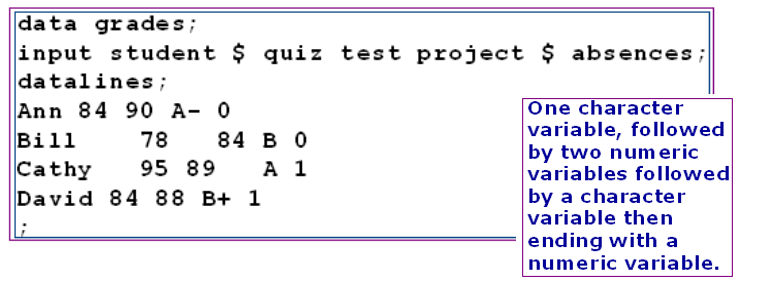 data grades;
input student $ quiz test project $ absences;
datalines;
Ann 84 90 A- 0
Bill    78   84 B 0
Cathy   95 89   A 1
David 84 88 B+ 1
;
One character
variable, followed
by two numeric
variables followed
by a character
variable then
ending with a
numeric variable.